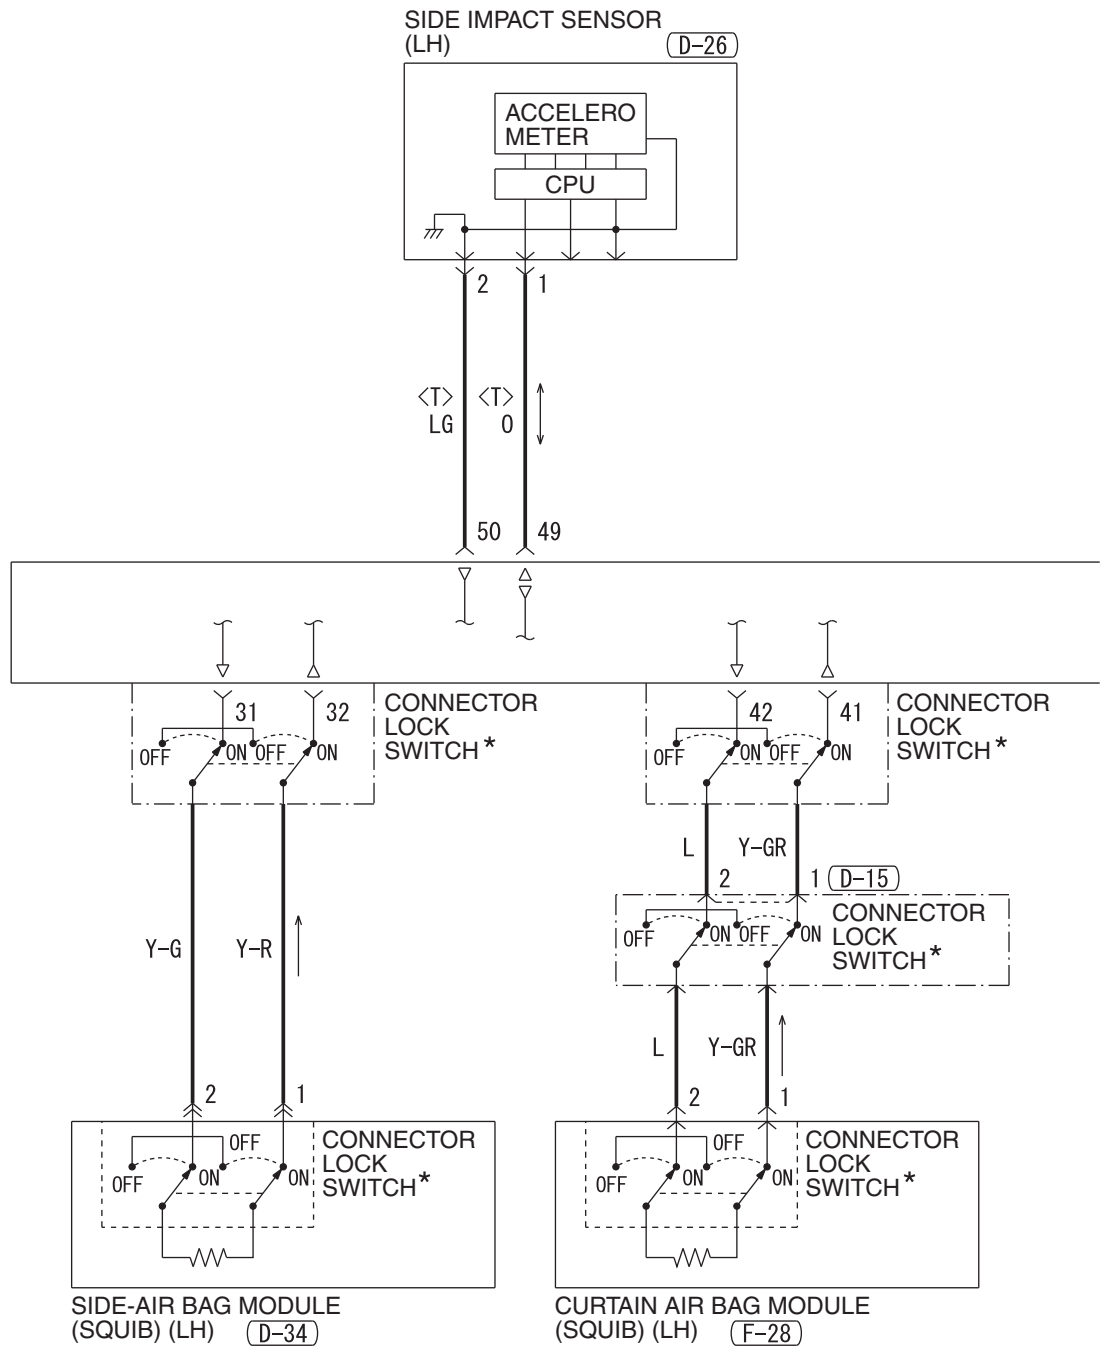 SIDE IMPACT SENSOR
(LH) D-26
ACCELERO
METER
CPU
2 1
<T> <T>
LG O
50 49
31 32 CONNECTOR
LOCK
SWITCH*
OFF ON OFF ON
42 41 CONNECTOR
LOCK
SWITCH*
OFF ON OFF ON
L Y-GR
2 1 D-15
CONNECTOR
LOCK
SWITCH*
OFF ON OFF ON
Y-G Y-R
L Y-GR
2 1
2 1
OFF CONNECTOR
LOCK
SWITCH*
OFF ON ON
OFF CONNECTOR
LOCK
SWITCH*
OFF ON ON
SIDE-AIR BAG MODULE
(SQUIB) (LH) D-34
CURTAIN AIR BAG MODULE
(SQUIB) (LH) F-28